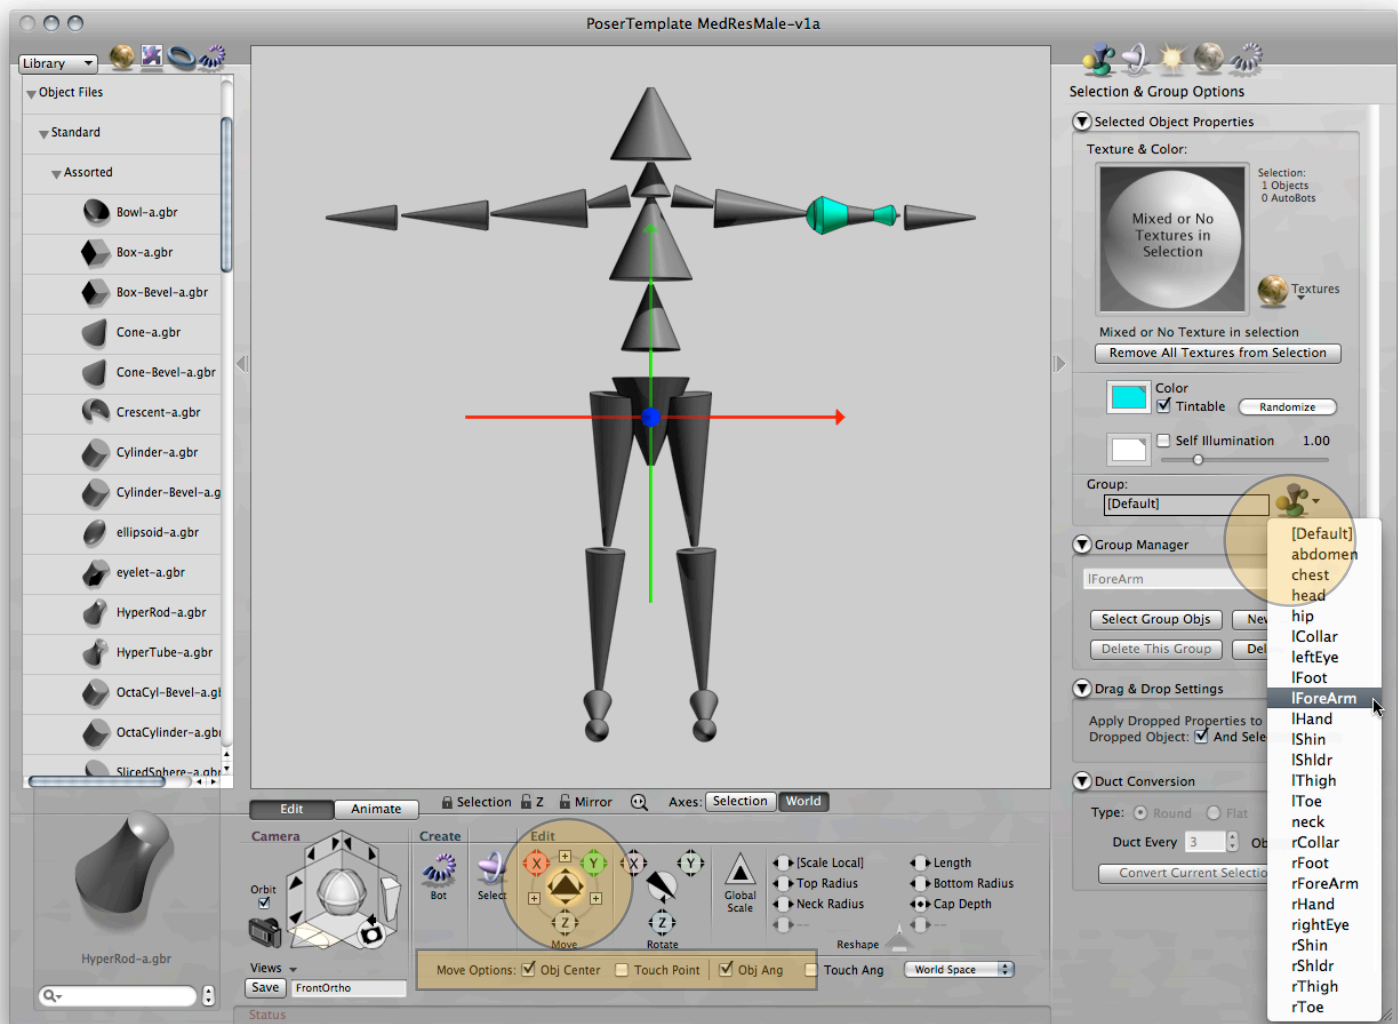 PoserTemplate MedResMale-v1a
Library
Object Files
Standard
Assorted
Bowl-a.gbr
Box-a.gbr
Box-Bevel-a.gbr
Cone-a.gbr
Cone-Bevel-a.gbr
Crescent-a.gbr
Cylinder-a.gbr
Cylinder-Bevel-a.g
ellipsoid-a.gbr
eyelet-a.gbr
HyperRod-a.gbr
HyperTube-a.gbr
OctaCyl-Bevel-a.gb
OctaCylinder-a.gb
SlicedSphere-a.gbr
HyperRod-a.gbr
Edit
Animate
Selection
Z
Mirror
Axes:
Selection
World
Camera
Orbit
Views
Save
FrontOrtho
Create
Bot
Select
Edit
X
Y
Z
Move
X
Y
Z
Rotate
Global
Scale
[Scale Local]
Top Radius
Neck Radius
--
Length
Bottom Radius
Cap Depth
--
Reshape
Move Options:
Obj Center
Touch Point
Obj Ang
Touch Ang
World Space
Status
Selection & Group Options
Selected Object Properties
Texture & Color:
Mixed or No
Textures in
Selection
Selection:
1 Objects
0 AutoBots
Textures
Mixed or No Texture in selection
Remove All Textures from Selection
Color
Tintable
Randomize
Self Illumination
1.00
Group:
[Default]
Group Manager
lForeArm
Select Group Objs
Nev
Delete This Group
Del
Drag & Drop Settings
Apply Dropped Properties to
Dropped Object:
And Sele
Duct Conversion
Type:
Round
Flat
Duct Every
3
Ob
Convert Current Selectio
[Default]
abdomen
chest
head
hip
lCollar
leftEye
lFoot
lForeArm
lHand
lShin
lShldr
lThigh
lToe
neck
rCollar
rFoot
rForeArm
rHand
rightEye
rShin
rShldr
rThigh
rToe